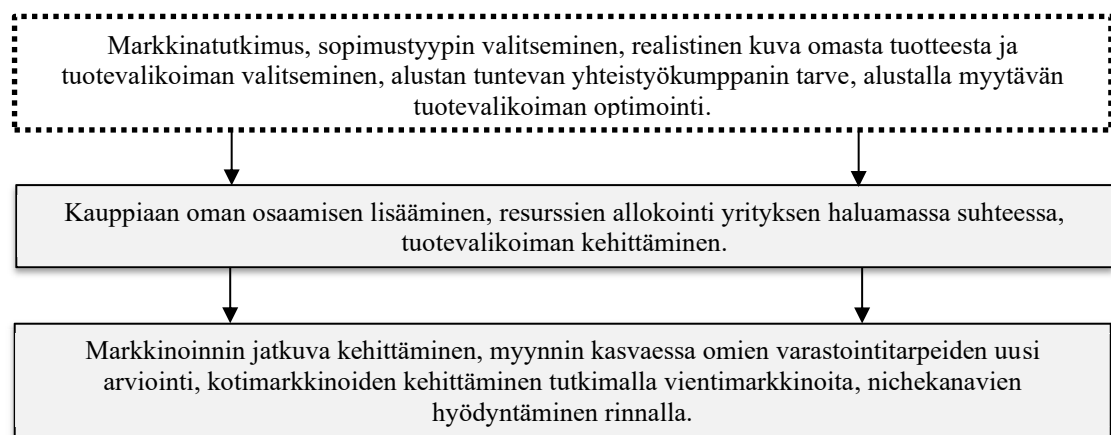 Markkinatutkimus, sopimustyypin valitseminen, realistinen kuva omasta tuotteesta ja
tuotevalikoiman valitseminen, alustan tuntevan yhteistyökumppanin tarve, alustalla myytävän
tuotevalikoiman optimointi.
Kauppiaan oman osaamisen lisääminen, resurssien allokointi yrityksen haluamassa suhteessa,
tuotevalikoiman kehittäminen.
Markkinoinnin jatkuva kehittäminen, myynnin kasvaessa omien varastointitarpeiden uusi
arviointi, kotimarkkinoiden kehittäminen tutkimalla vientimarkkinoita, nichekanavien
hyödyntäminen rinnalla.